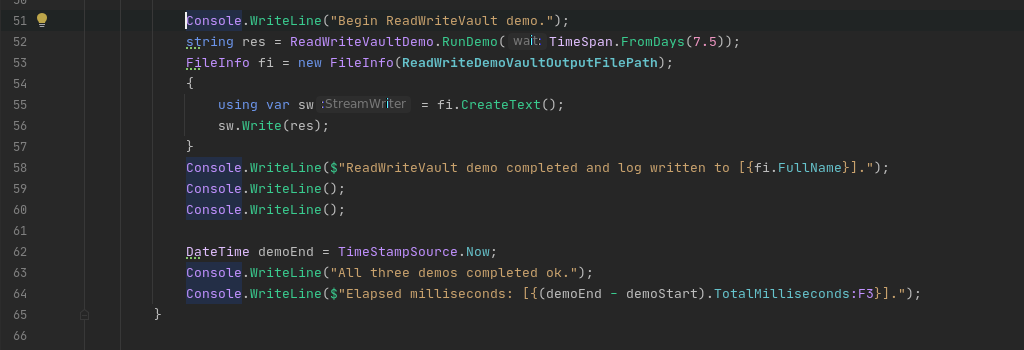 51 Console.WriteLine("Begin ReadWriteVault demo.");
52 string res = ReadWriteVaultDemo.RunDemo( wait: TimeSpan.FromDays(7.5));
53 FileInfo fi = new FileInfo(ReadWriteDemoVaultOutputFilePath);
54 {
55 using var sw :StreamWriter = fi.CreateText();
56 sw.Write(res);
57 }
58 Console.WriteLine($"ReadWriteVault demo completed and log written to [{fi.FullName}].");
59 Console.WriteLine();
60 Console.WriteLine();
61
62 DateTime demoEnd = TimeStampSource.Now;
63 Console.WriteLine("All three demos completed ok.");
64 Console.WriteLine($"Elapsed milliseconds: [{(demoEnd - demoStart).TotalMilliseconds:F3}].");
65 }
66